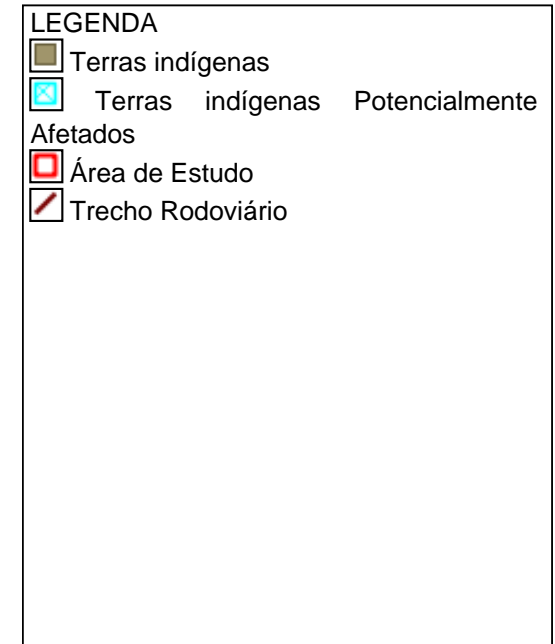 LEGENDA
Terras indígenas
Terras indígenas Potencialmente
Afetados
Área de Estudo
Trecho Rodoviário